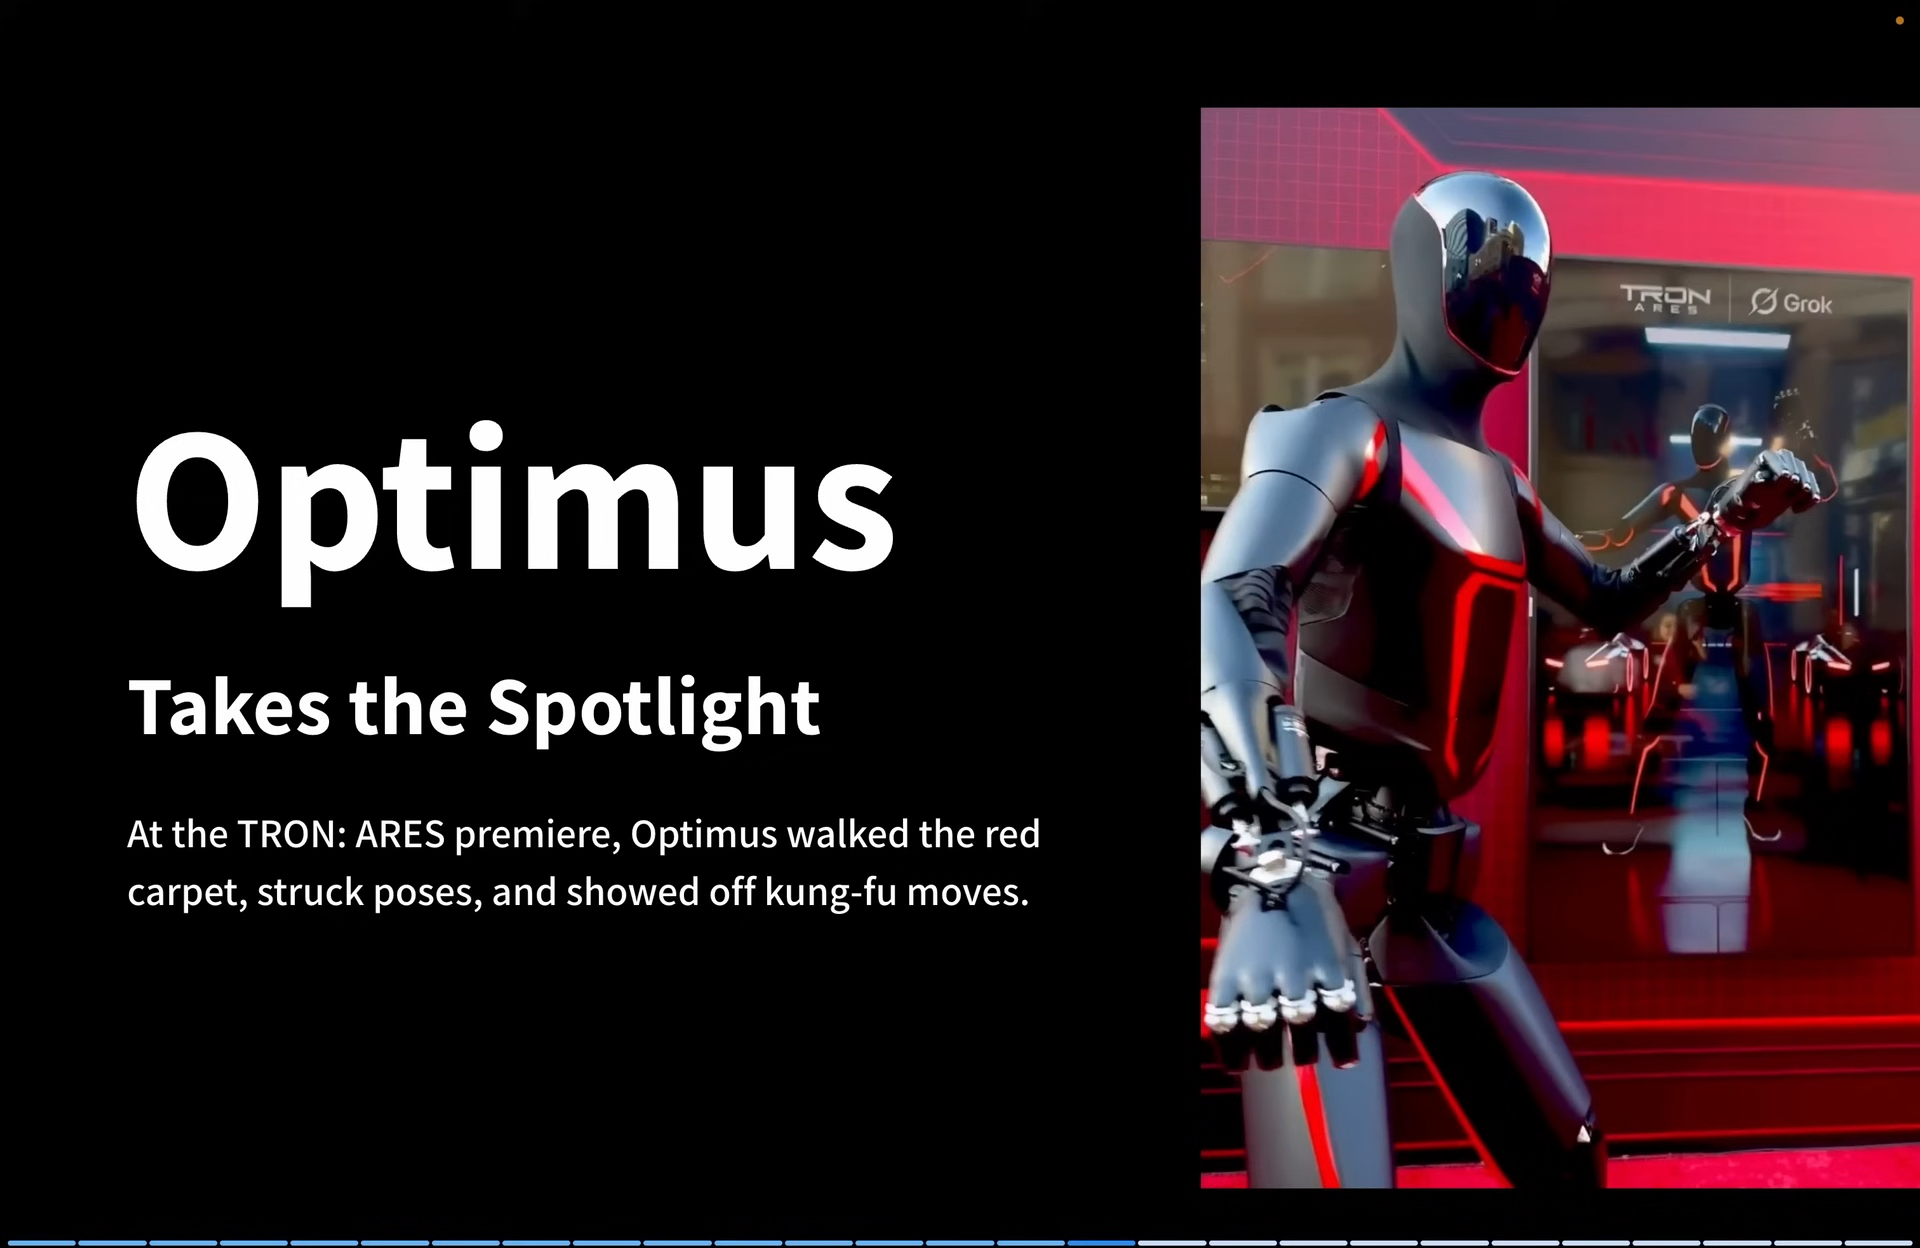 Optimus
Takes the Spotlight
At the TRON: ARES premiere, Optimus walked the red
carpet, struck poses, and showed off kung-fu moves.
TRON
ARES
Grok